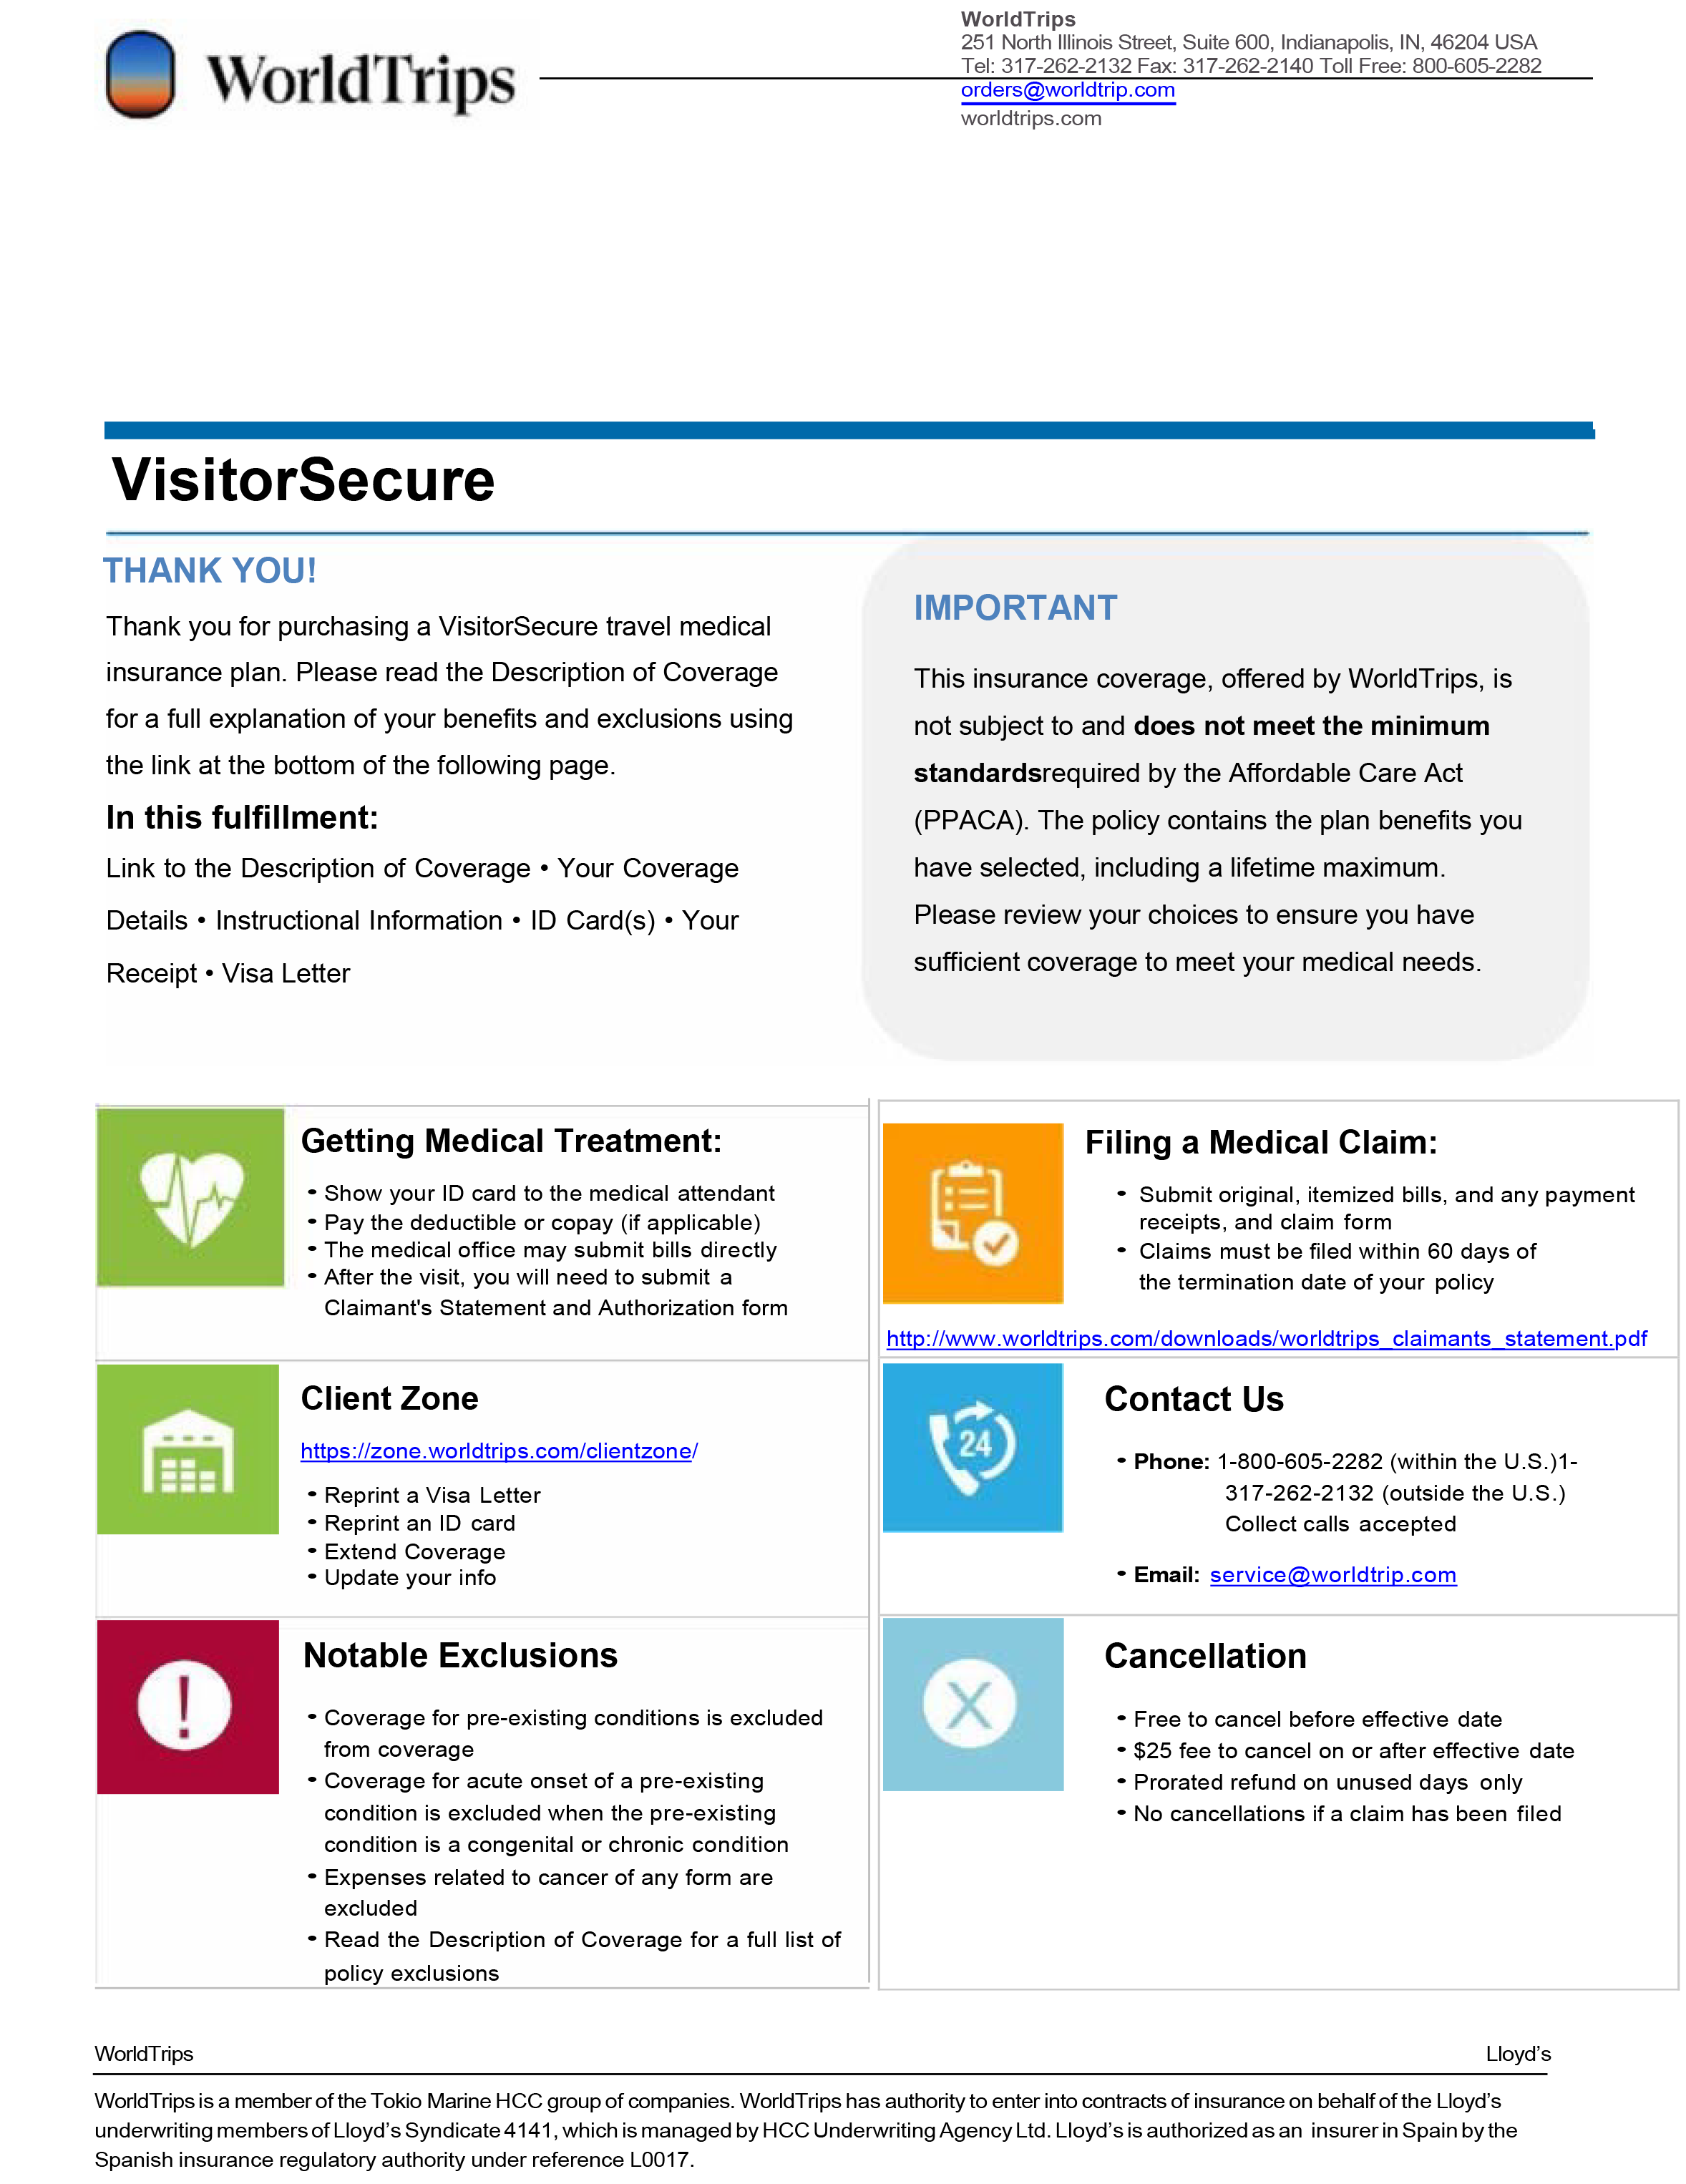 WorldTrips
WorldTrips
251 North Illinois Street, Suite 600, Indianapolis, IN, 46204 USA
Tel: 317-262-2132 Fax: 317-262-2140 Toll Free: 800-605-2282
orders@worldtrip.com
worldtrips.com
VisitorSecure
THANK YOU!
Thank you for purchasing a VisitorSecure travel medical
insurance plan. Please read the Description of Coverage
for a full explanation of your benefits and exclusions using
the link at the bottom of the following page.
In this fulfillment:
Link to the Description of Coverage • Your Coverage
Details • Instructional Information • ID Card(s) • Your
Receipt • Visa Letter
IMPORTANT
This insurance coverage, offered by WorldTrips, is
not subject to and does not meet the minimum
standardsrequired by the Affordable Care Act
(PPACA). The policy contains the plan benefits you
have selected, including a lifetime maximum.
Please review your choices to ensure you have
sufficient coverage to meet your medical needs.
Getting Medical Treatment:
• Show your ID card to the medical attendant
• Pay the deductible or copay (if applicable)
• The medical office may submit bills directly
• After the visit, you will need to submit a
Claimant's Statement and Authorization form
Filing a Medical Claim:
• Submit original, itemized bills, and any payment
receipts, and claim form
• Claims must be filed within 60 days of
the termination date of your policy
http://www.worldtrips.com/downloads/worldtrips_claimants_statement.pdf
Client Zone
https://zone.worldtrips.com/clientzone/
• Reprint a Visa Letter
• Reprint an ID card
• Extend Coverage
• Update your info
24
Contact Us
• Phone: 1-800-605-2282 (within the U.S.)1-
317-262-2132 (outside the U.S.)
Collect calls accepted
• Email: service@worldtrip.com
Notable Exclusions
• Coverage for pre-existing conditions is excluded
from coverage
• Coverage for acute onset of a pre-existing
condition is excluded when the pre-existing
condition is a congenital or chronic condition
• Expenses related to cancer of any form are
excluded
• Read the Description of Coverage for a full list of
policy exclusions
Cancellation
• Free to cancel before effective date
• $25 fee to cancel on or after effective date
• Prorated refund on unused days only
• No cancellations if a claim has been filed
WorldTrips
Lloyd’s
WorldTrips is a member of the Tokio Marine HCC group of companies. WorldTrips has authority to enter into contracts of insurance on behalf of the Lloyd’s
underwriting members of Lloyd’s Syndicate 4141, which is managed by HCC Underwriting Agency Ltd. Lloyd’s is authorized as an insurer in Spain by the
Spanish insurance regulatory authority under reference L0017.